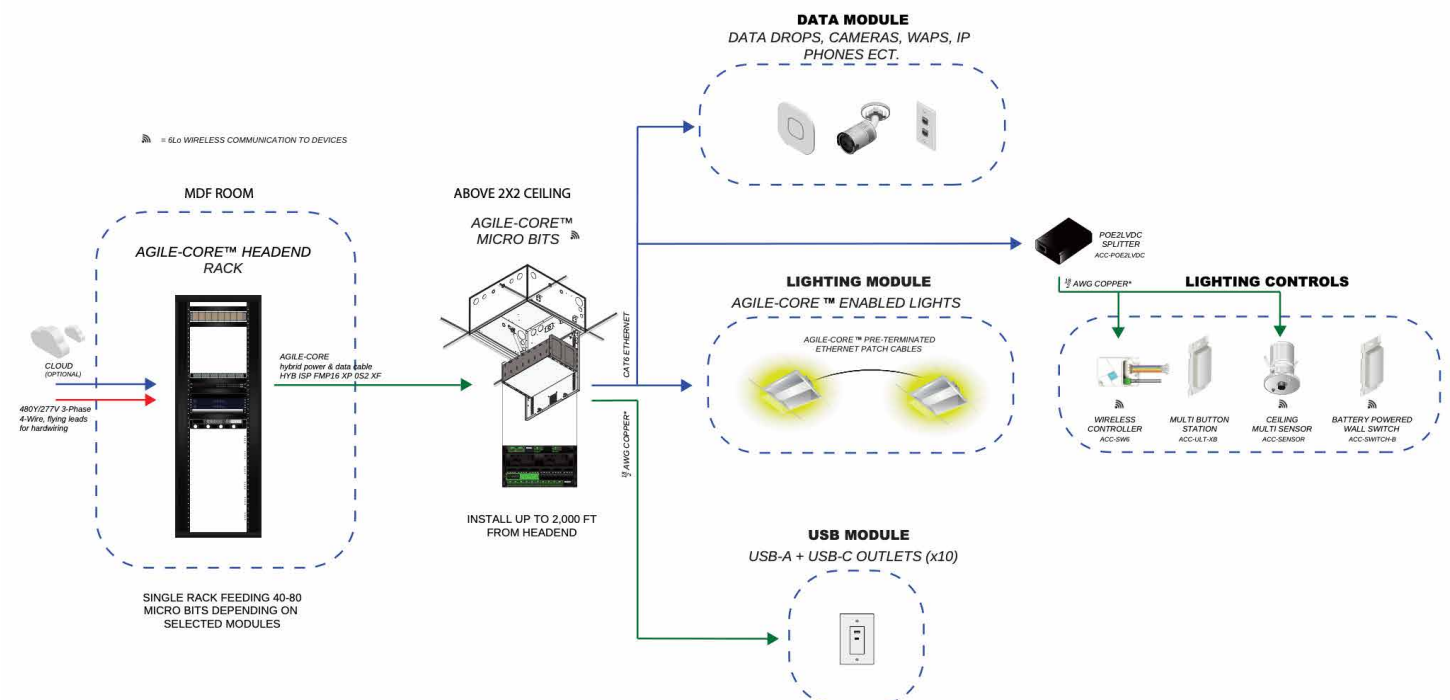 DATA MODULE
DATA DROPS, CAMERAS, WAPS, IP
PHONES ECT.
= 6Lo WIRELESS COMMUNICATION TO DEVICES
MDF ROOM
AGILE-CORE™ HEADEND
RACK
CLOUD
(OPTIONAL)
480Y/277V 3-Phase
4-Wire, flying leads
for hardwiring
SINGLE RACK FEEDING 40-80
MICRO BITS DEPENDING ON
SELECTED MODULES
AGILE-CORE
hybrid power & data cable
HYB ISP FMP16 XP 0S2 XF
ABOVE 2X2 CEILING
AGILE-CORE™
MICRO BITS
INSTALL UP TO 2,000 FT
FROM HEADEND
CAT6 ETHERNET
18/2 AWG COPPER*
LIGHTING MODULE
AGILE-CORE ™ ENABLED LIGHTS
AGILE-CORE™ PRE-TERMINATED
ETHERNET PATCH CABLES
USB MODULE
USB-A + USB-C OUTLETS (x10)
POE2LVDC
SPLITTER
ACC-POE2LVDC
18/2 AWG COPPER*
LIGHTING CONTROLS
WIRELESS
CONTROLLER
ACC-SW6
MULTI BUTTON
STATION
ACC-ULT-XB
CEILING
MULTI SENSOR
ACC-SENSOR
BATTERY POWERED
WALL SWITCH
ACC-SWITCH-B